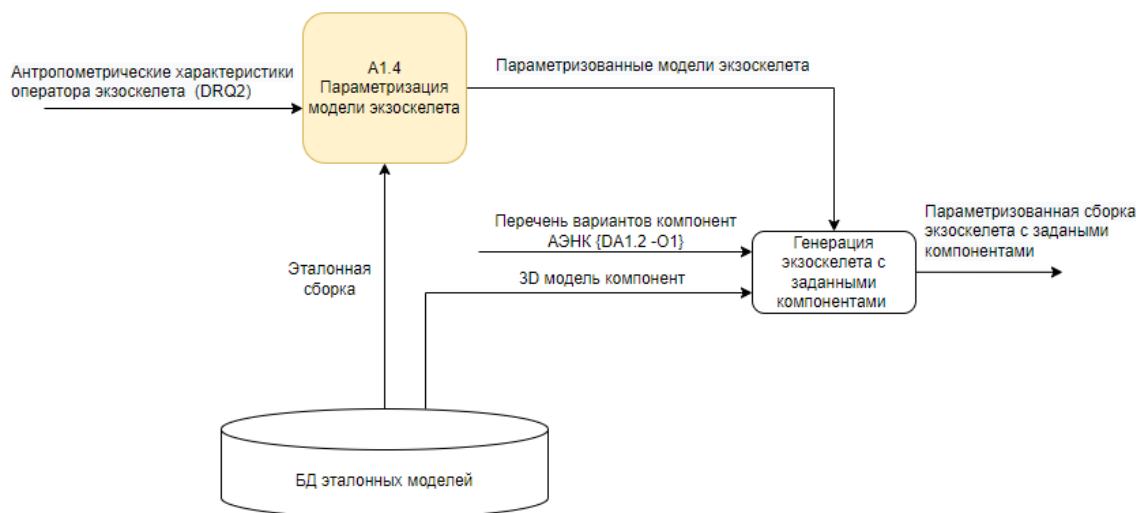 Антропометрические характеристики
оператора экзоскелета (DRQ2)
A1.4
Параметризация
модели экзоскелета
Параметризованные модели экзоскелета
Перечень вариантов компонент
АЭНК {DA1.2 -O1}
3D модель компонент
Генерация
экзоскелета с
заданными
компонентами
Параметризованная сборка
экзоскелета с задаными
компонентами
Эталонная
сборка
БД эталонных моделей